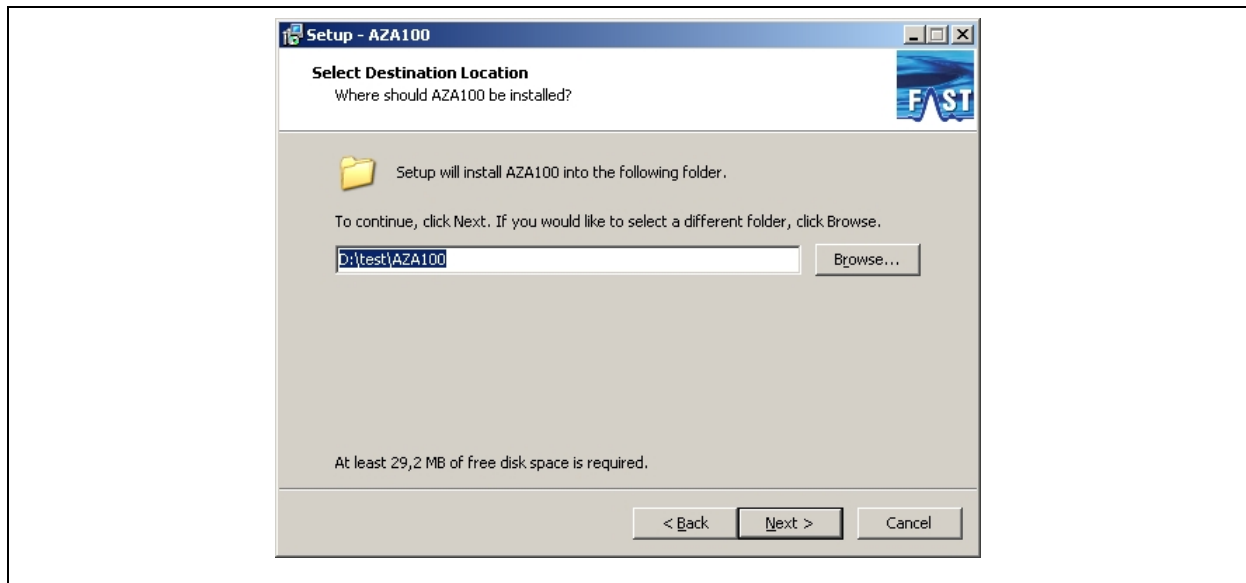 Setup - AZA100
Select Destination Location
Where should AZA100 be installed?
FAST
Setup will install AZA100 into the following folder.
To continue, click Next. If you would like to select a different folder, click Browse.
D:\test\AZA100
Browse...
At least 29,2 MB of free disk space is required.
< Back
Next >
Cancel